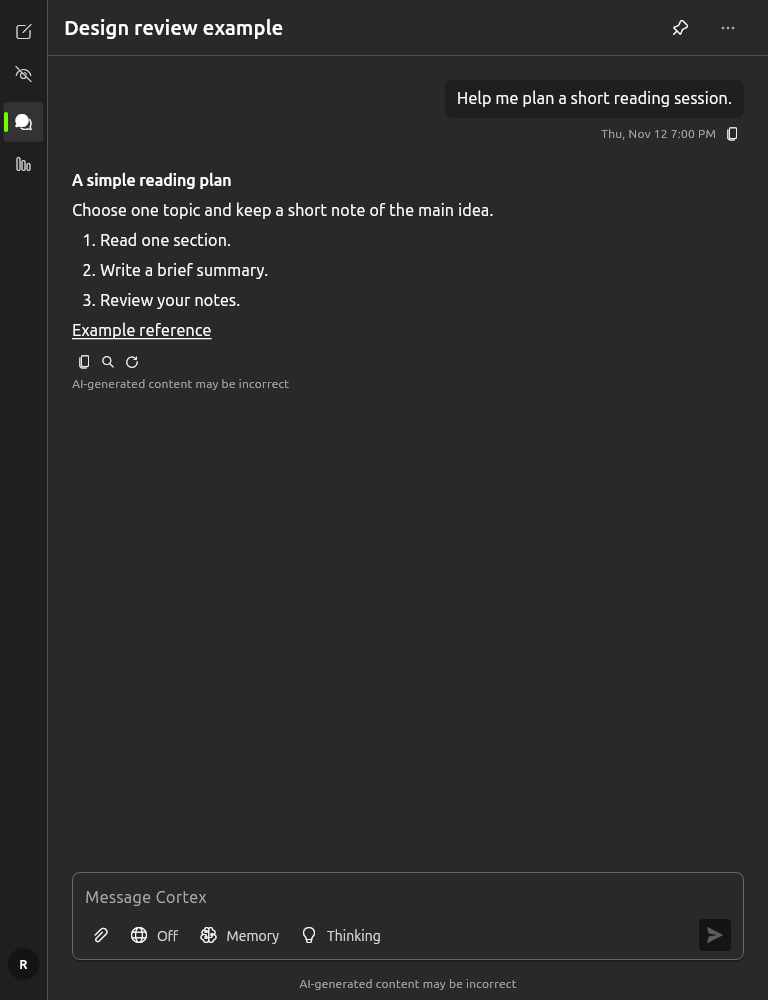 Design review example
Help me plan a short reading session.
Thu, Nov 12 7:00 PM
A simple reading plan
Choose one topic and keep a short note of the main idea.
1. Read one section.
2. Write a brief summary.
3. Review your notes.
Example reference
AI-generated content may be incorrect
Message Cortex
Off Memory Thinking
R
AI-generated content may be incorrect